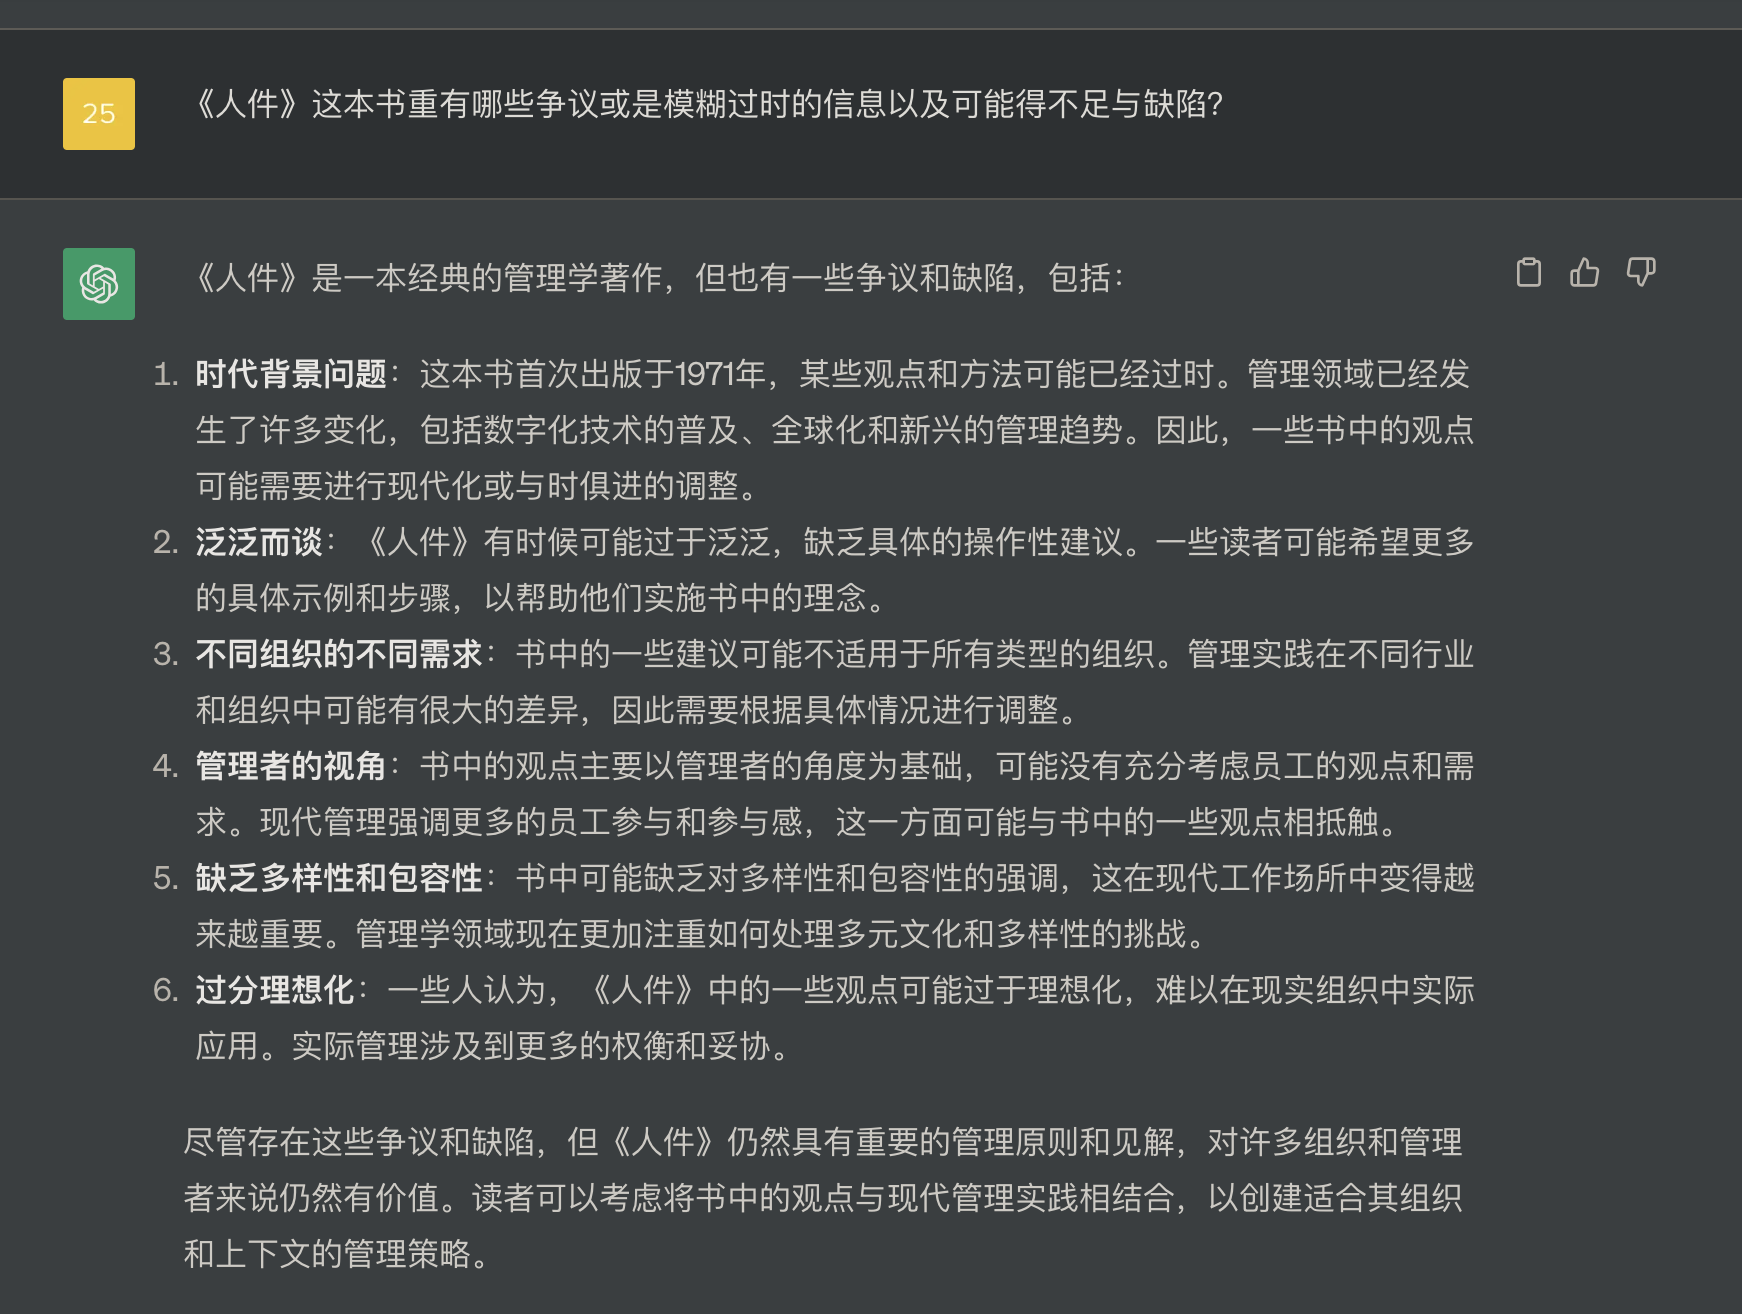 25
《人件》这本书重有哪些争议或是模糊过时的信息以及可能得不足与缺陷?
《人件》是一本经典的管理学著作，但也有一些争议和缺陷，包括：
1. 时代背景问题：这本书首次出版于1971年，某些观点和方法可能已经过时。管理领域已经发
生了许多变化，包括数字化技术的普及、全球化和新兴的管理趋势。因此，一些书中的观点
可能需要进行现代化或与时俱进的调整。
2. 泛泛而谈：《人件》有时候可能过于泛泛，缺乏具体的操作性建议。一些读者可能希望更多
的具体示例和步骤，以帮助他们实施书中的理念。
3. 不同组织的不同需求：书中的一些建议可能不适用于所有类型的组织。管理实践在不同行业
和组织中可能有很大的差异，因此需要根据具体情况进行调整。
4. 管理者的视角：书中的观点主要以管理者的角度为基础，可能没有充分考虑员工的观点和需
求。现代管理强调更多的员工参与和参与感，这一方面可能与书中的一些观点相抵触。
5. 缺乏多样性和包容性：书中可能缺乏对多样性和包容性的强调，这在现代工作场所中变得越
来越重要。管理学领域现在更加注重如何处理多元文化和多样性的挑战。
6. 过分理想化：一些人认为，《人件》中的一些观点可能过于理想化，难以在现实组织中实际
应用。实际管理涉及到更多的权衡和妥协。
尽管存在这些争议和缺陷，但《人件》仍然具有重要的管理原则和见解，对许多组织和管理
者来说仍然有价值。读者可以考虑将书中的观点与现代管理实践相结合，以创建适合其组织
和上下文的管理策略。